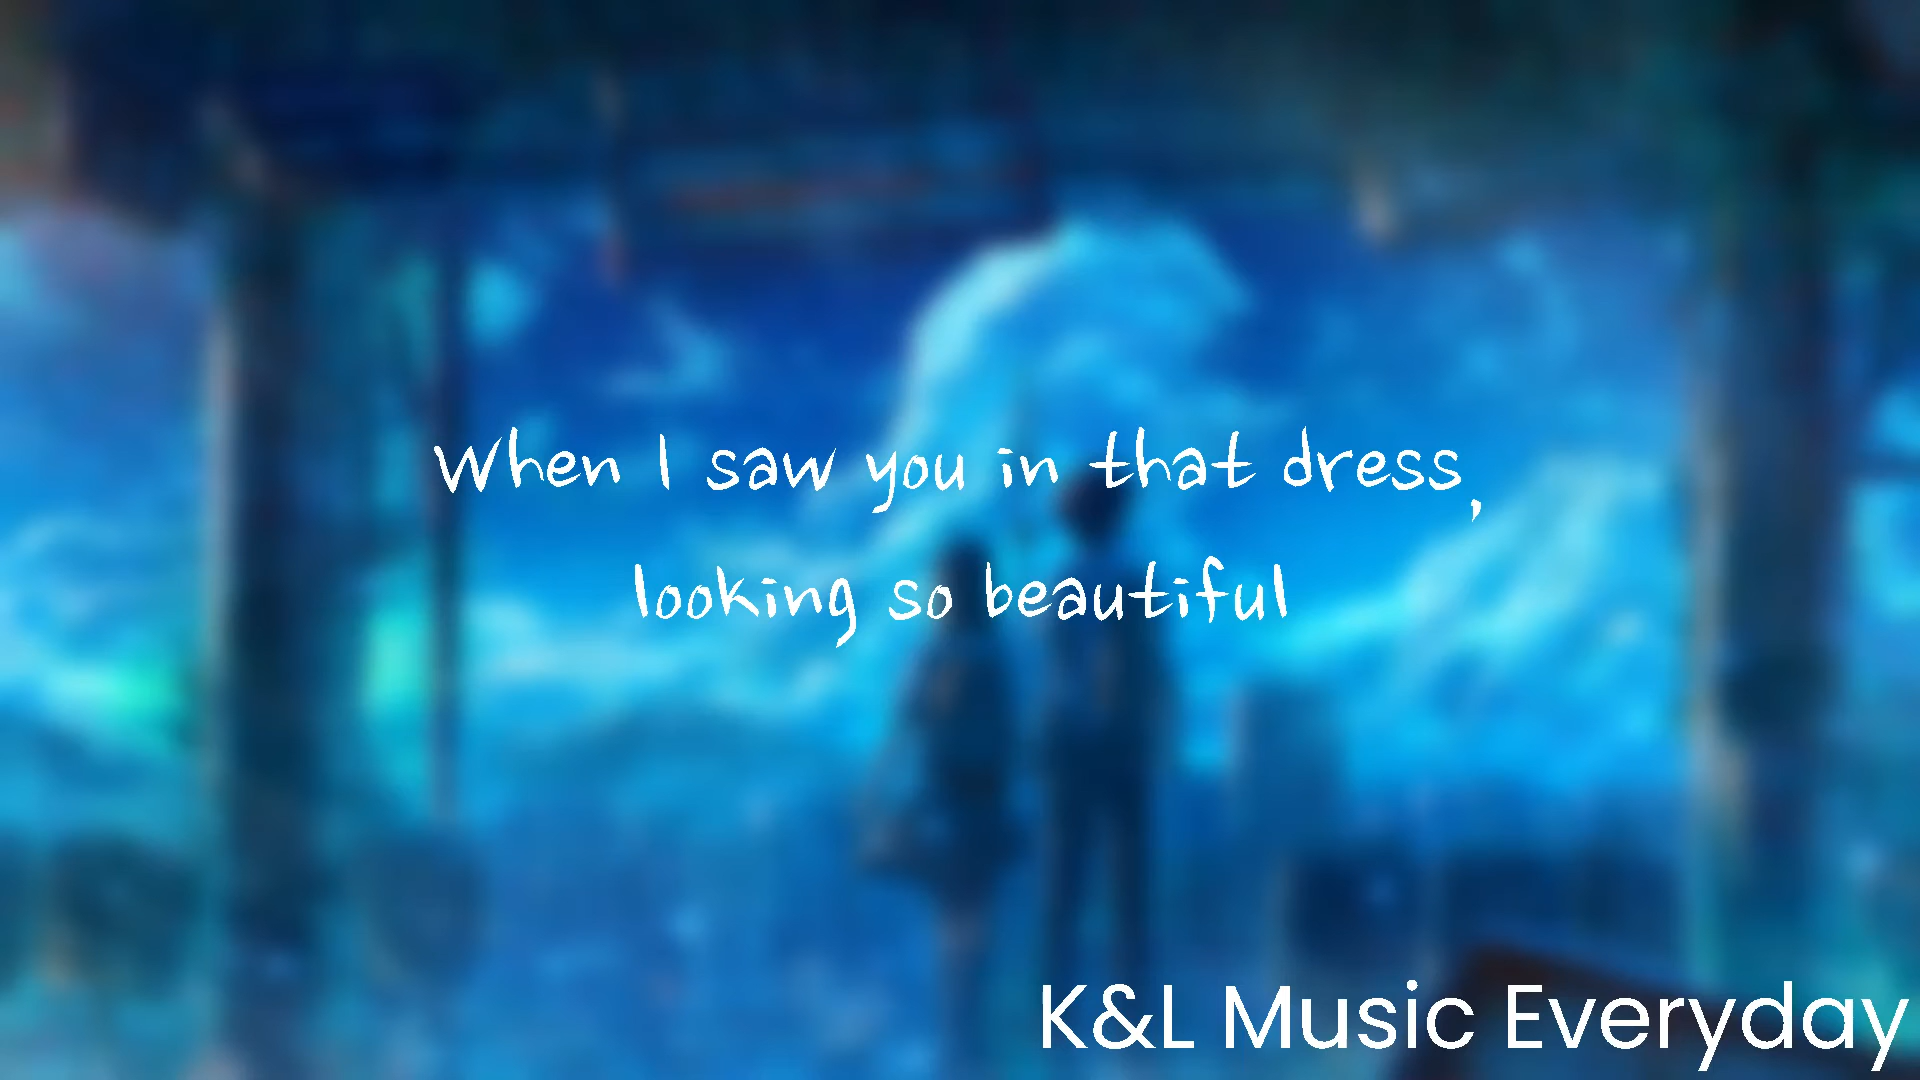 When I saw you in that dress,
looking so beautiful
K&L Music Everyday